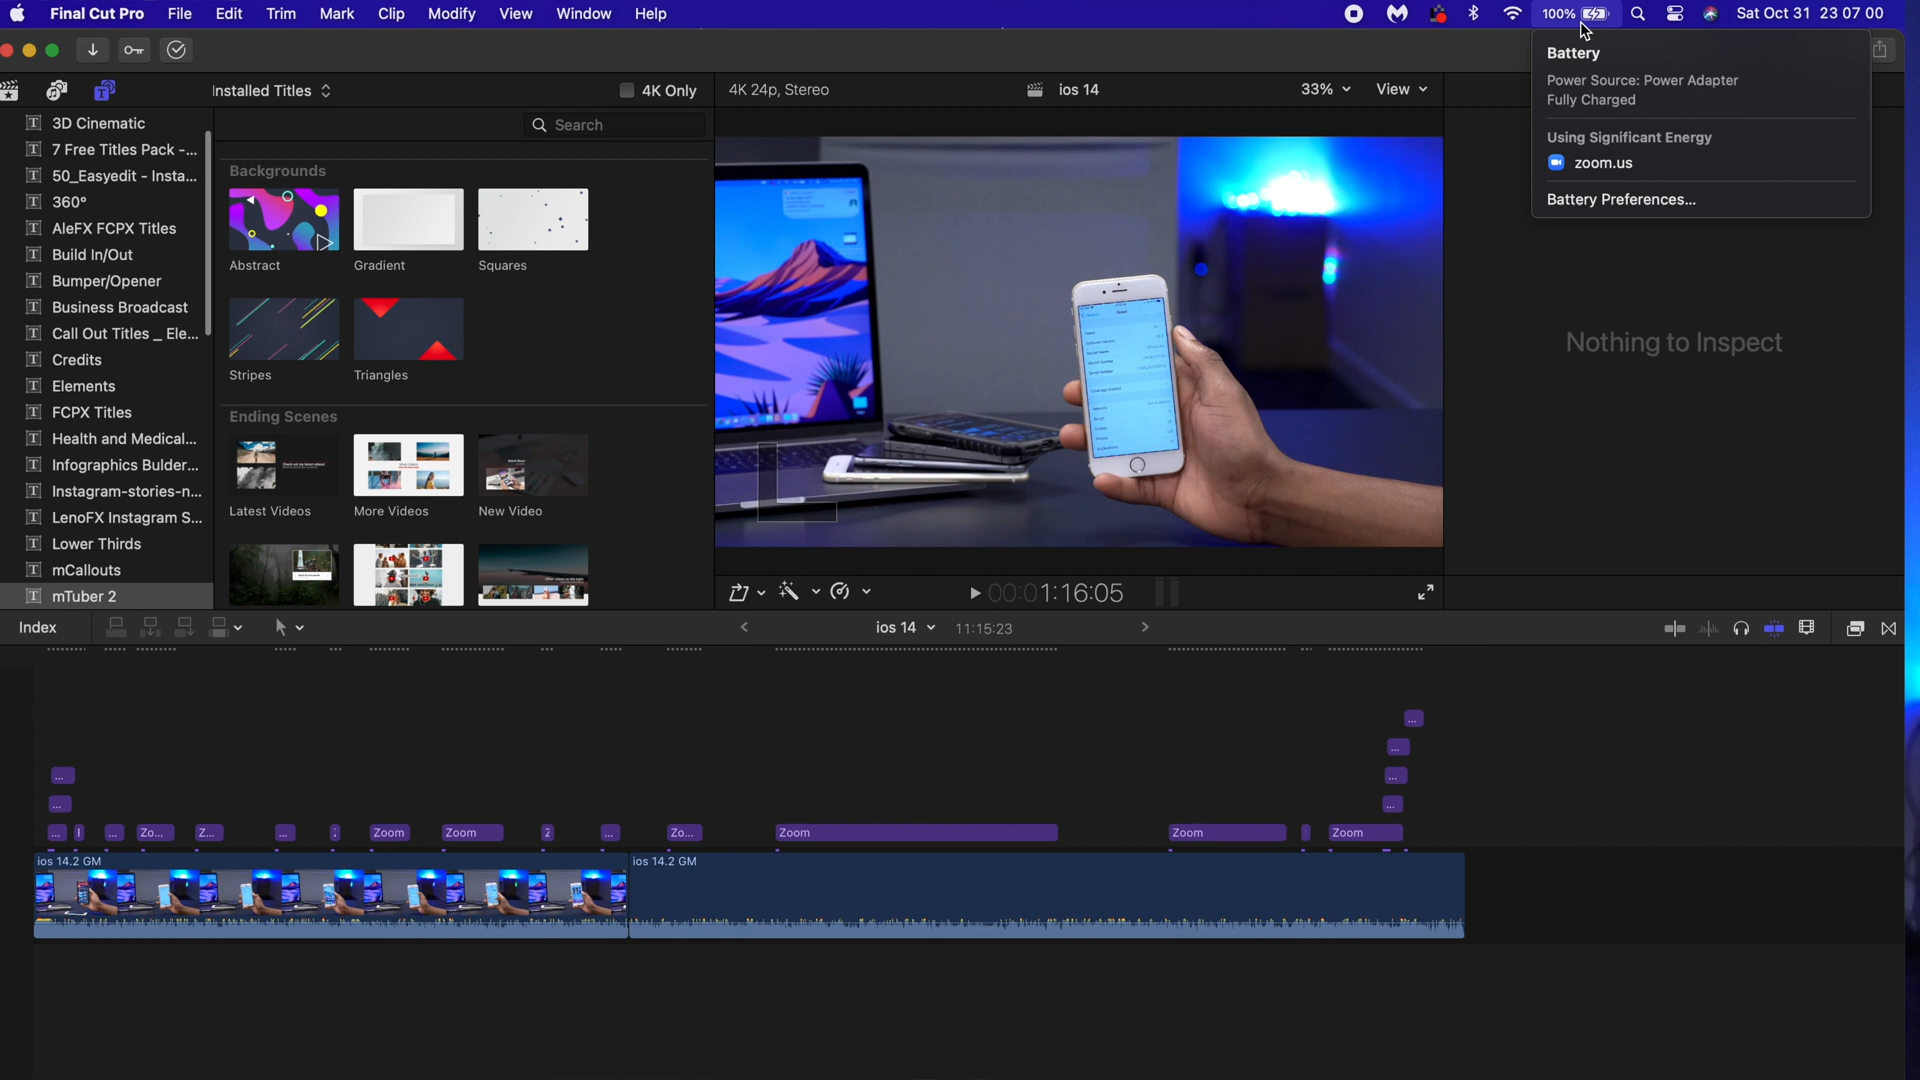 Final Cut Pro File Edit Trim Mark Clip Modify View Window Help 100% Sat Oct 31 23 07 00
Battery
Power Source: Power Adapter
Fully Charged
Using Significant Energy
zoom.us
Battery Preferences...
Installed Titles 4K Only
4K 24p, Stereo ios 14 33% View
Search
3D Cinematic
7 Free Titles Pack -...
50_Easyedit - Insta...
360°
AleFX FCPX Titles
Build In/Out
Bumper/Opener
Business Broadcast
Call Out Titles _ Ele...
Credits
Elements
FCPX Titles
Health and Medical...
Infographics Bulder...
Instagram-stories-n...
LenoFX Instagram S...
Lower Thirds
mCallouts
mTuber 2
Backgrounds
Abstract Gradient Squares
Stripes Triangles
Ending Scenes
Latest Videos More Videos New Video
Nothing to Inspect
00:01:16:05
Index
ios 14 11:15:23
...
...
...
...
...
...
... Zo... Z... ... Zoom Zoom Z ... Zo... Zoom Zoom Zoom
ios 14.2 GM ios 14.2 GM